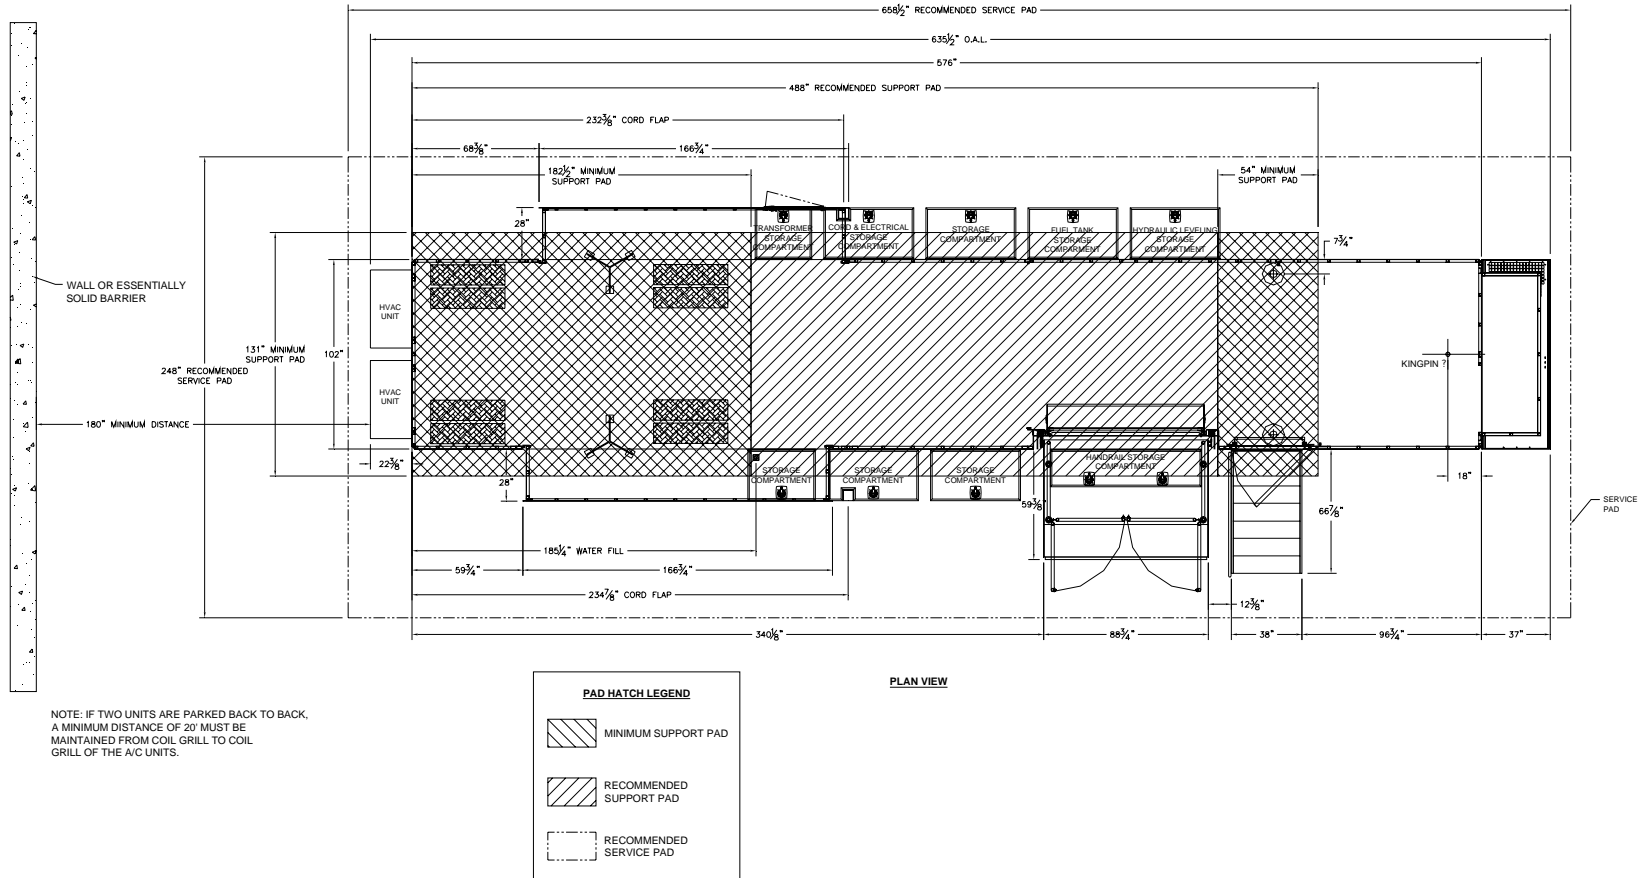 658½" RECOMMENDED SERVICE PAD
635½" O.A.L.
576"
488" RECOMMENDED SUPPORT PAD
232⅜" CORD FLAP
68⅜"
166¾"
182½" MINIMUM
SUPPORT PAD
54" MINIMUM
SUPPORT PAD
28"
TRANSFORMER
STORAGE
COMPARTMENT
CORD & ELECTRICAL
STORAGE
COMPARTMENT
STORAGE
COMPARTMENT
FUEL TANK
STORAGE
COMPARTMENT
HYDRAULIC LEVELING
STORAGE
COMPARTMENT
7¾"
WALL OR ESSENTIALLY
SOLID BARRIER
HVAC
UNIT
131" MINIMUM
SUPPORT PAD
102"
248" RECOMMENDED
SERVICE PAD
KINGPIN ?
HVAC
UNIT
180" MINIMUM DISTANCE
22⅜"
28"
STORAGE
COMPARTMENT
STORAGE
COMPARTMENT
STORAGE
COMPARTMENT
HANDRAIL STORAGE
COMPARTMENT
18"
59⅜"
66⅞"
SERVICE
PAD
185¼" WATER FILL
59¾"
166¾"
234⅞" CORD FLAP
12⅜"
340⅛"
88¾"
38"
96¾"
37"
PLAN VIEW
PAD HATCH LEGEND
MINIMUM SUPPORT PAD
RECOMMENDED
SUPPORT PAD
RECOMMENDED
SERVICE PAD
NOTE: IF TWO UNITS ARE PARKED BACK TO BACK,
A MINIMUM DISTANCE OF 20' MUST BE
MAINTAINED FROM COIL GRILL TO COIL
GRILL OF THE A/C UNITS.